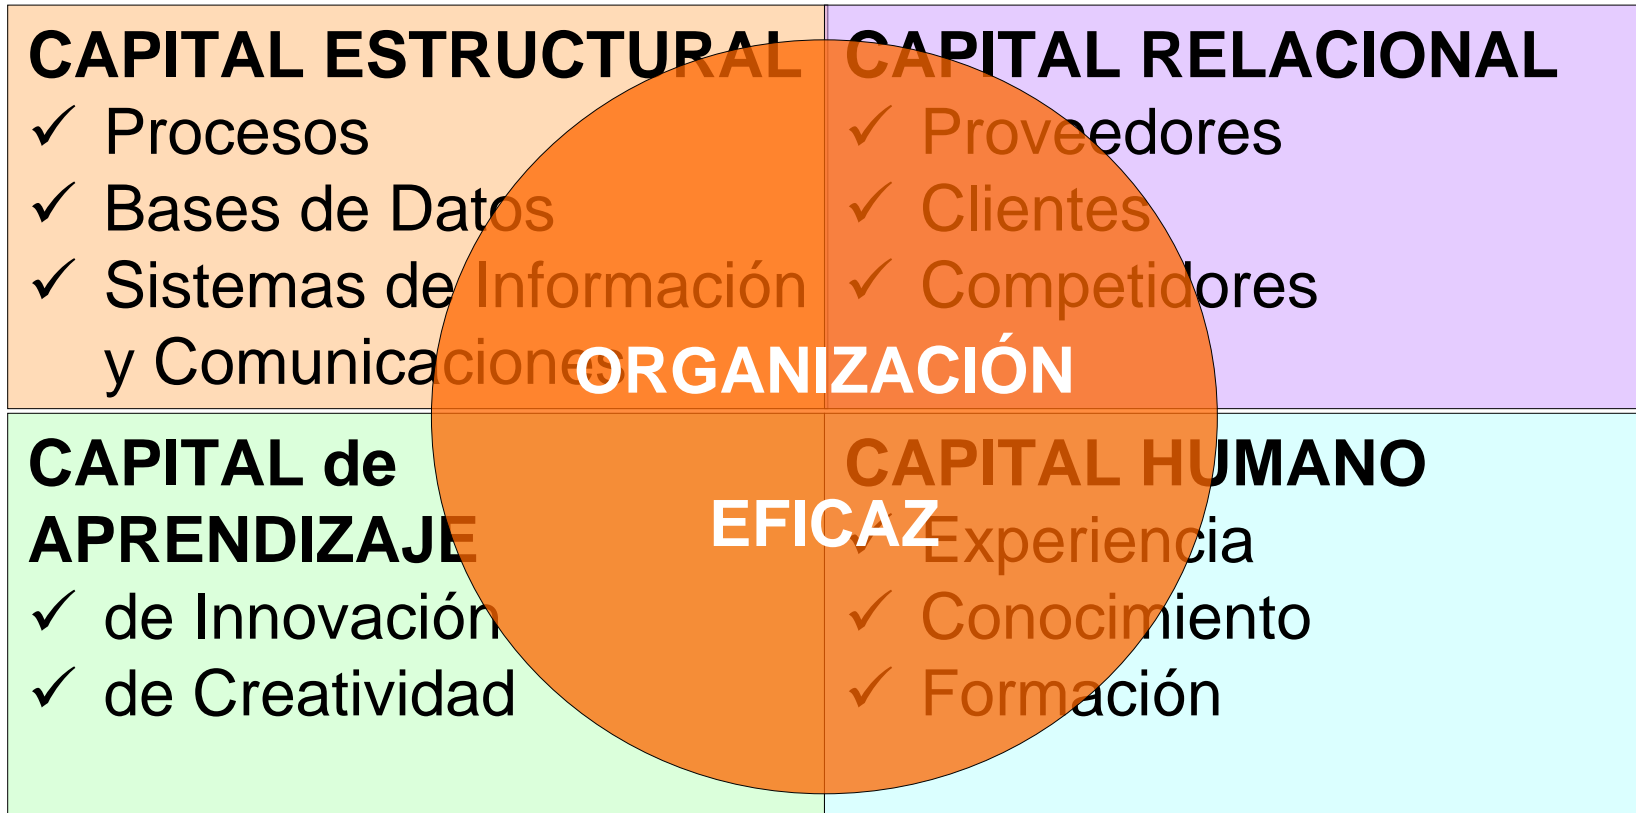 CAPITAL ESTRUCTURAL
✓ Procesos
✓ Bases de Datos
✓ Sistemas de Información
y Comunicaciones
CAPITAL RELACIONAL
✓ Proveedores
✓ Clientes
✓ Competidores
ORGANIZACIÓN
EFICAZ
CAPITAL de
APRENDIZAJE
✓ de Innovación
✓ de Creatividad
CAPITAL HUMANO
✓ Experiencia
✓ Conocimiento
✓ Formación